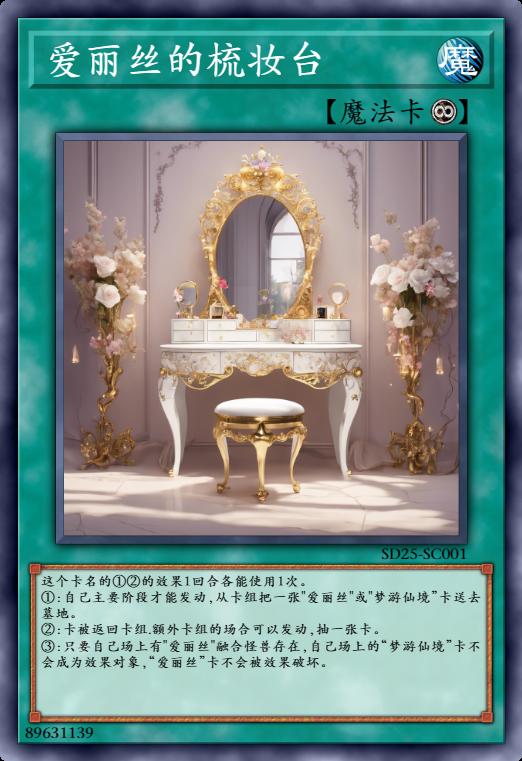 爱丽丝的梳妆台
魔
【魔法卡♾】
SD25-SC001
这个卡名的①②的效果1回合各能使用1次。
①:自己主要阶段才能发动,从卡组把一张"爱丽丝"或"梦游仙境"卡送去
墓地。
②:卡被返回卡组.额外卡组的场合可以发动,抽一张卡。
③:只要自己场上有"爱丽丝"融合怪兽存在,自己场上的“梦游仙境”卡不
会成为效果对象,“爱丽丝”卡不会被效果破坏。
89631139